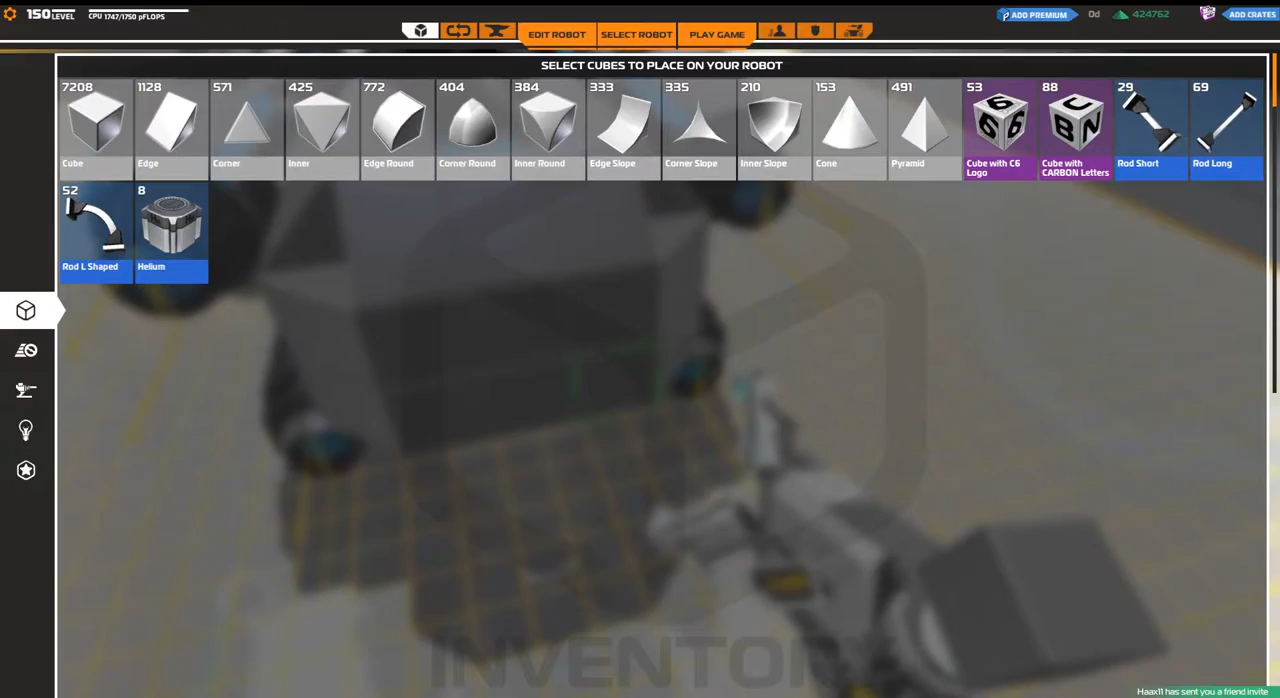 150 LEVEL
CPU 1747/1750 pFLOPS
EDIT ROBOT
SELECT ROBOT
PLAY GAME
ADD PREMIUM
0d
424762
ADD CRATES
SELECT CUBES TO PLACE ON YOUR ROBOT
7208
1128
571
425
772
404
384
333
335
210
153
491
53
88
29
69
6
6 6
C
B N
Cube
Edge
Corner
Inner
Edge Round
Corner Round
Inner Round
Edge Slope
Corner Slope
Inner Slope
Cone
Pyramid
Cube with C6
Logo
Cube with
CARBON Letters
Rod Short
Rod Long
52
8
Rod L Shaped
Helium
INVENTORY
Haax11 has sent you a friend invite